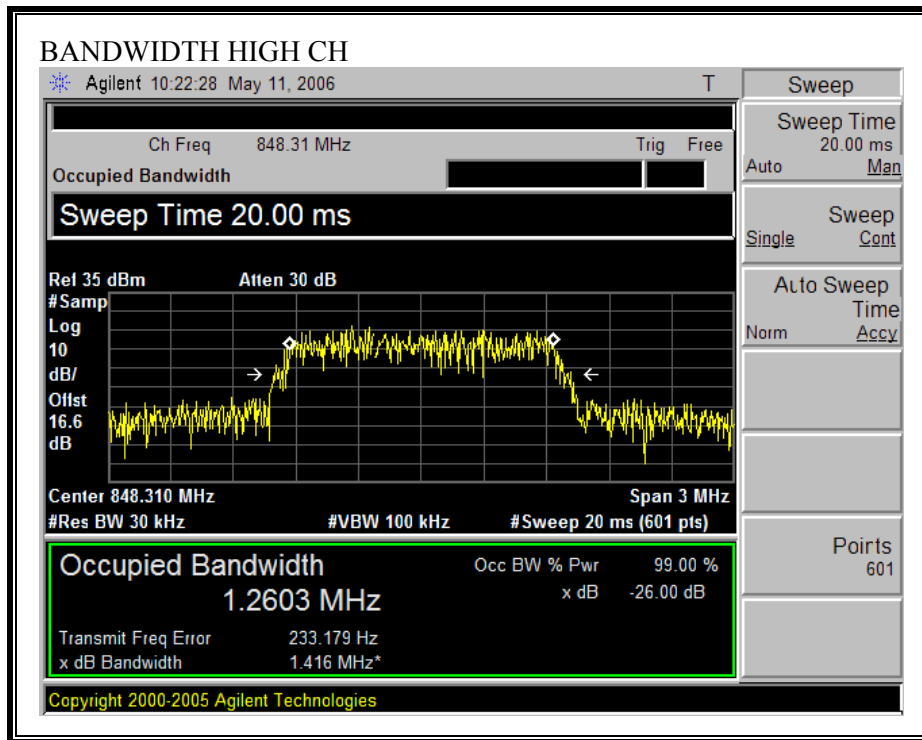 BANDWIDTH HIGH CH
Agilent 10:22:28 May 11, 2006 T
Sweep
Ch Freq 848.31 MHz Trig Free
Occupied Bandwidth
Sweep Time 20.00 ms
Sweep Time
20.00 ms
Auto Man
Sweep
Single Cont
Auto Sweep
Time
Norm Accy
Points
601
Ref 35 dBm Atten 30 dB
#Samp
Log
10
dB/
Offst
16.6
dB
Center 848.310 MHz Span 3 MHz
#Res BW 30 kHz #VBW 100 kHz #Sweep 20 ms (601 pts)
Occupied Bandwidth
1.2603 MHz
Occ BW % Pwr 99.00 %
x dB -26.00 dB
Transmit Freq Error 233.179 Hz
x dB Bandwidth 1.416 MHz*
Copyright 2000-2005 Agilent Technologies